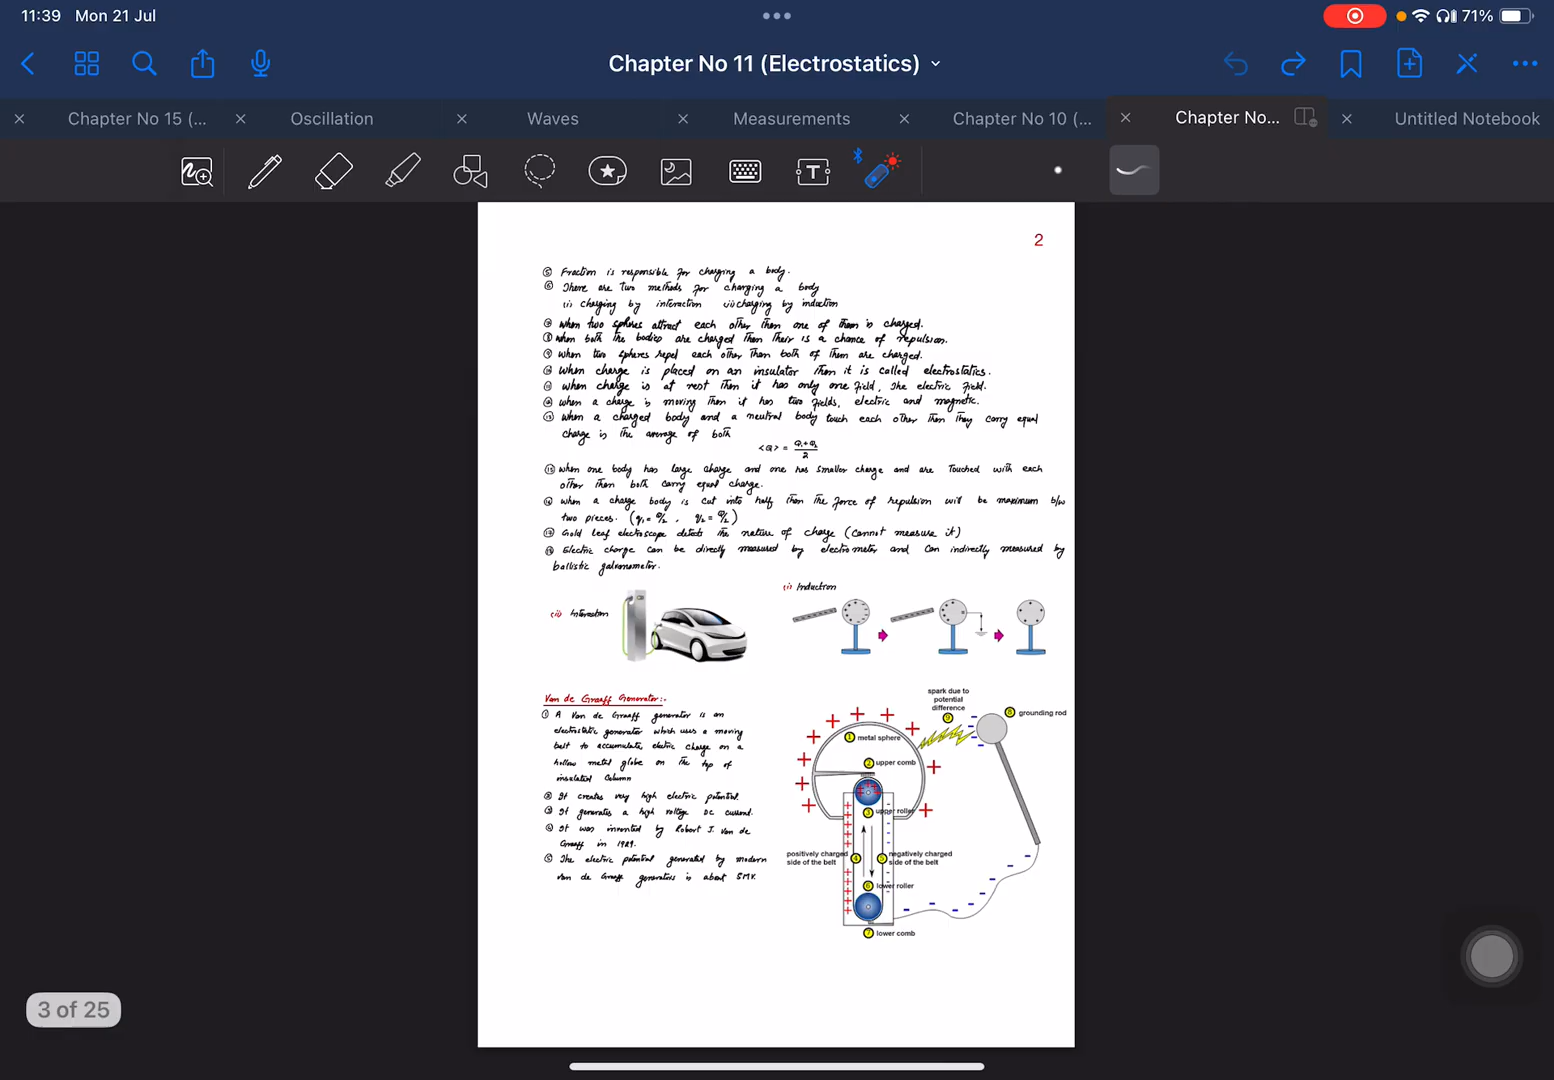 11:39 Mon 21 Jul
71%
Chapter No 11 (Electrostatics)
Chapter No 15 (...
Oscillation
Waves
Measurements
Chapter No 10 (...
Chapter No...
Untitled Notebook
T
2
⑤ Fraction is responsible for charging a body.
⑥ There are two methods for charging a body
(i) Charging by interaction (ii) charging by induction
⑦ When two spheres attract each other then one of them is charged.
⑧ When both the bodies are charged then their is a chance of repulsion.
⑨ When two spheres repel each other then both of them are charged.
⑩ When charge is placed on an insulator then it is called electrostatics.
⑪ When charge is at rest then it has only one field, the electric field.
⑫ When a charge is moving then it has two fields, electric and magnetic.
⑬ When a charged body and a neutral body touch each other then they carry equal
charge is the average of both
<Q> = Q₁+Q₂ / 2
⑮ When one body has large charge and one has smaller charge and are touched with each
other then both carry equal charge.
⑯ When a charge body is cut into half then the force of repulsion will be maximum b/w
two pieces. (q₁ = Q/2 , q₂ = Q/2)
⑰ Gold leaf electroscope detects the nature of charge (cannot measure it)
⑱ Electric charge can be directly measured by electrometer and can indirectly measured by
ballistic galvanometer.
(ii) Interaction
(i) Induction
Van de Graaff Generator:-
① A Van de Graaff generator is an
electrostatic generator which uses a moving
belt to accumulate electric charge on a
hollow metal globe on the top of
insulated column
② It creates very high electric potential.
③ It generates a high voltage DC current.
④ It was invented by Robert J. Van de
Graaff in 1929.
⑤ The electric potential generated by modern
Van de Graaff generators is about 5MV.
spark due to
potential
difference
9
8 grounding rod
1 metal sphere
2 upper comb
3 upper roller
positively charged
side of the belt
4
5 negatively charged
side of the belt
6 lower roller
7 lower comb
3 of 25